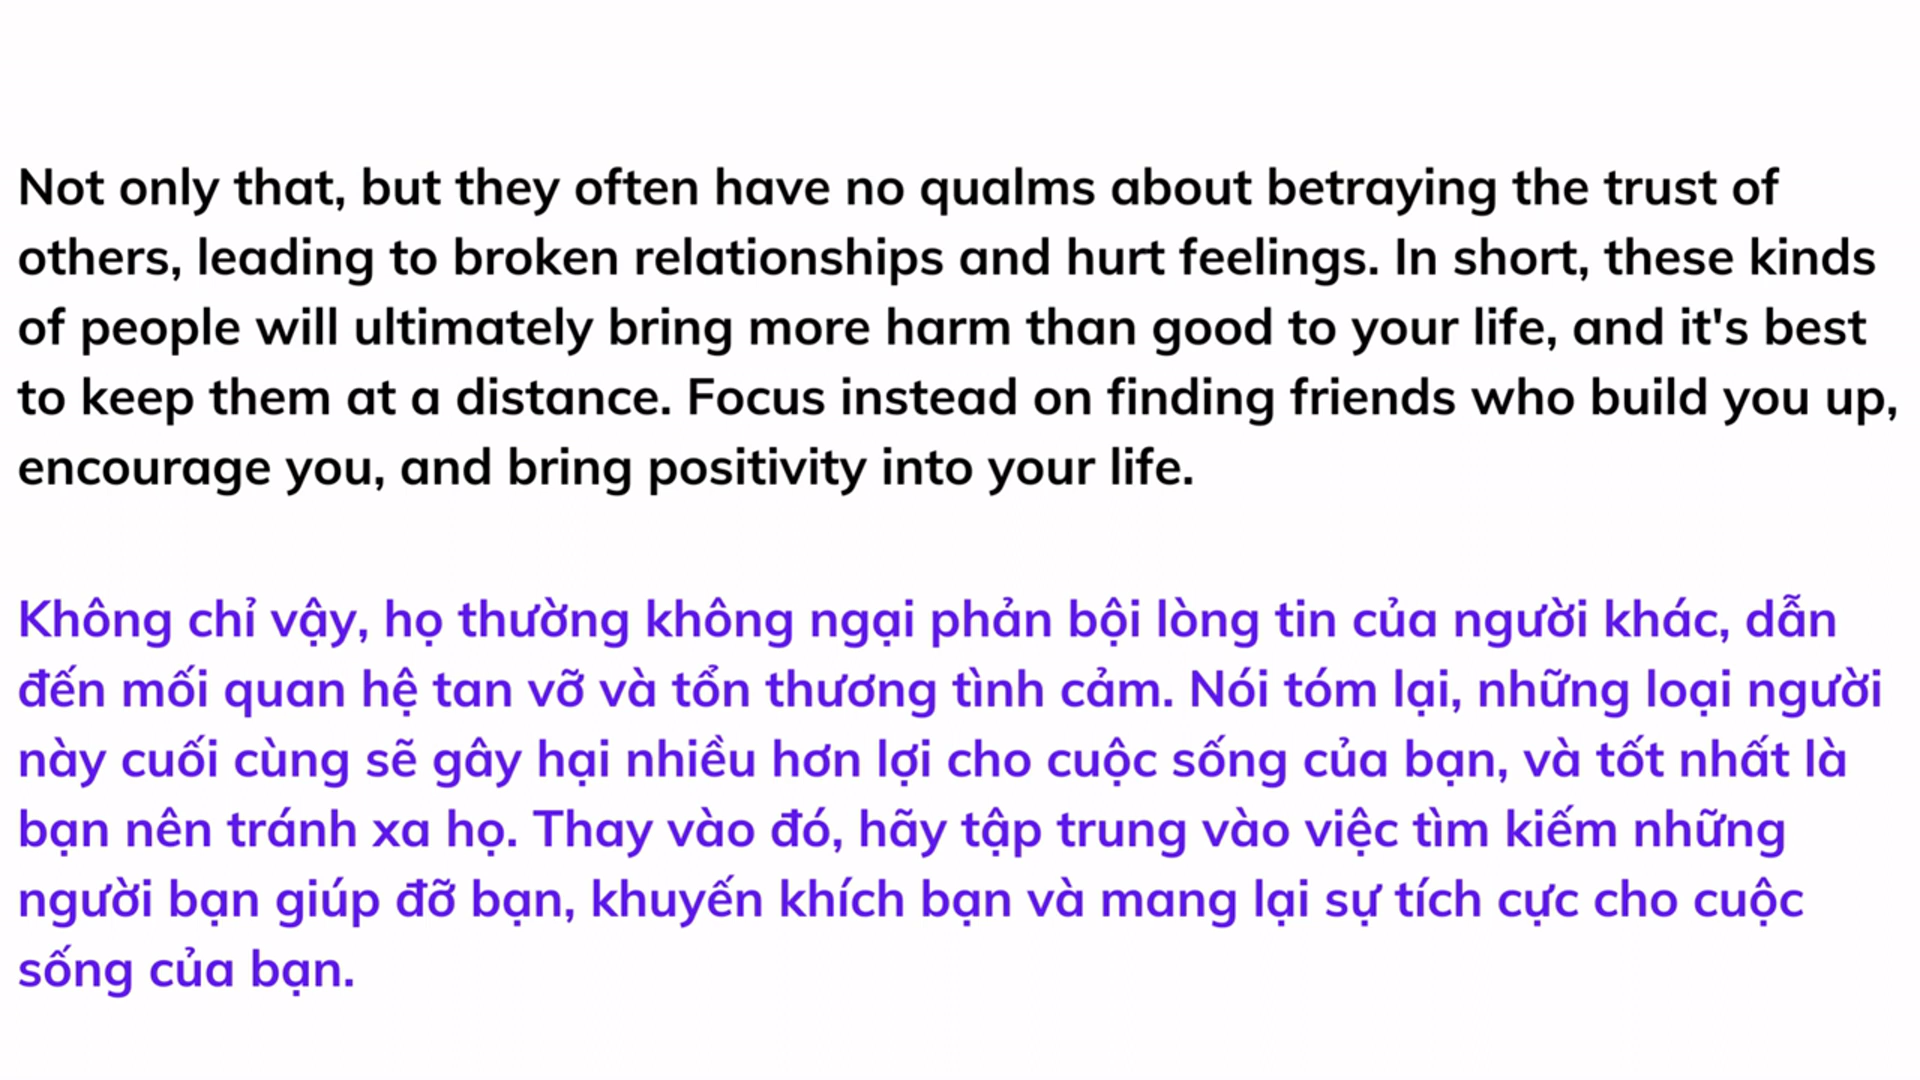 Not only that, but they often have no qualms about betraying the trust of
others, leading to broken relationships and hurt feelings. In short, these kinds
of people will ultimately bring more harm than good to your life, and it's best
to keep them at a distance. Focus instead on finding friends who build you up,
encourage you, and bring positivity into your life.
Không chỉ vậy, họ thường không ngại phản bội lòng tin của người khác, dẫn
đến mối quan hệ tan vỡ và tổn thương tình cảm. Nói tóm lại, những loại người
này cuối cùng sẽ gây hại nhiều hơn lợi cho cuộc sống của bạn, và tốt nhất là
bạn nên tránh xa họ. Thay vào đó, hãy tập trung vào việc tìm kiếm những
người bạn giúp đỡ bạn, khuyến khích bạn và mang lại sự tích cực cho cuộc
sống của bạn.